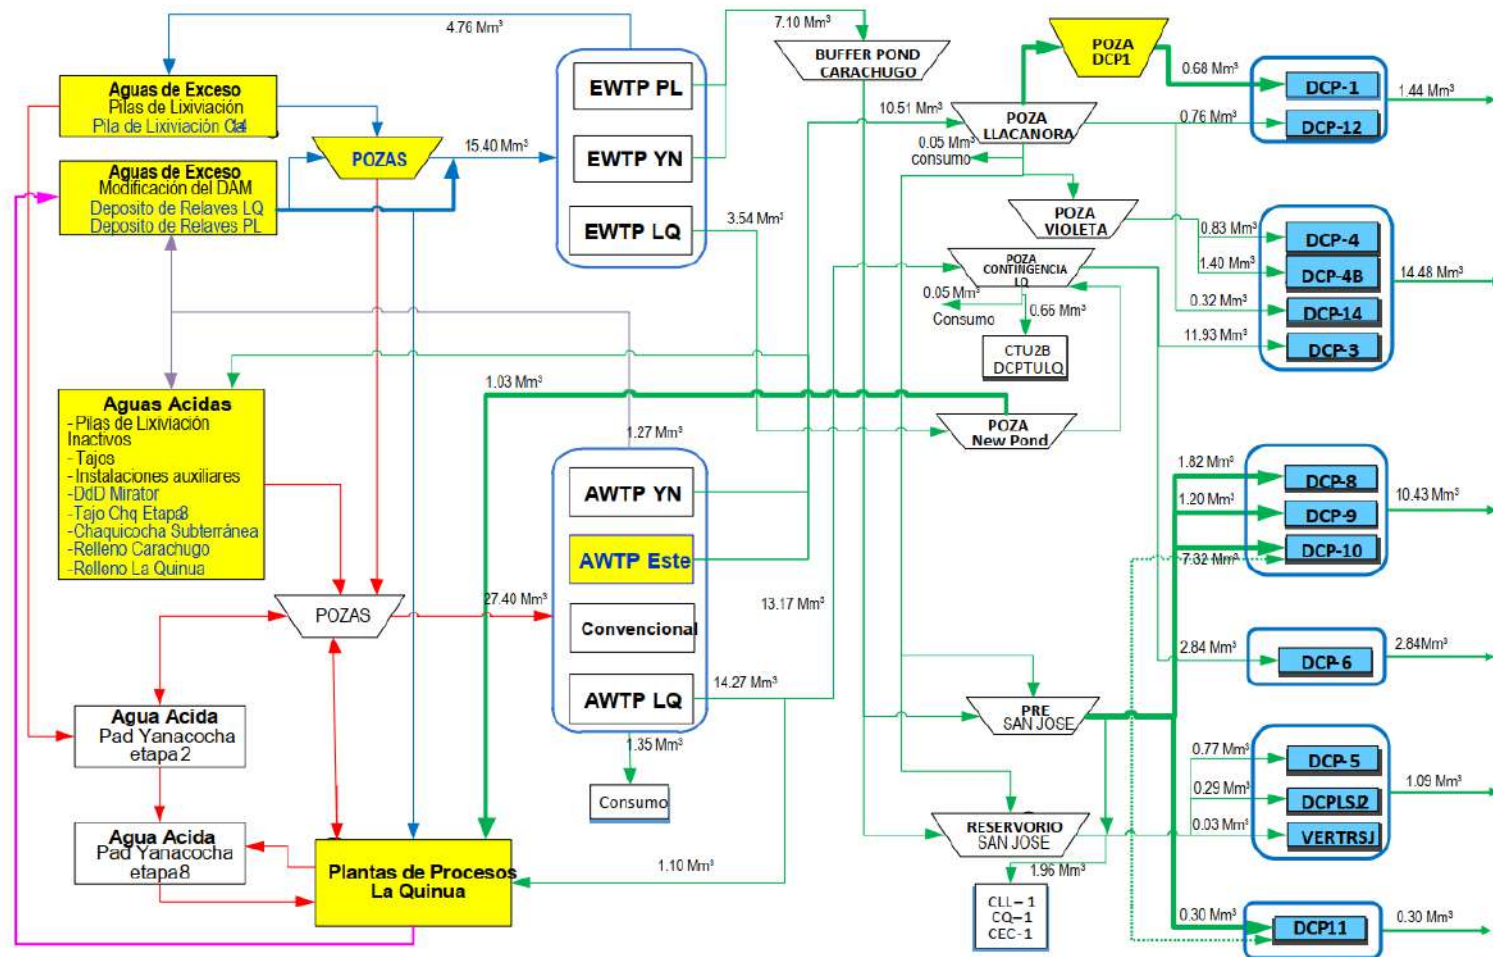 4.76 Mm³
7.10 Mm³
Aguas de Exceso
Pilas de Lixiviación
POZAS
15.40 Mm³
Aguas de Exceso
Modificación del DAM
Deposito de Relaves LQ
Deposito de Relaves PL
EWTP PL
EWTP YN
EWTP LQ
3.54 Mm³
BUFFER POND
CARACHUGO
10.51 Mm³
POZA
DCP1
POZA
LLACANORA
0.05 Mm³
consumo
POZA
VIOLETA
POZA
CONTINGENCIA
LQ
0.05 Mm³
Consumo
0.66 Mm³
CTU2B
DCPTULQ
1.03 Mm³
POZA
New Pond
0.68 Mm³
DCP-1
0.76 Mm³
DCP-12
1.44 Mm³
0.83 Mm³
DCP-4
1.40 Mm³
DCP-4B
0.32 Mm³
DCP-14
11.93 Mm³
DCP-3
14.48 Mm³
Aguas Acidas
-Pilas de Lixiviación
Inactivos
-Tajos
-Instalaciones auxiliares
-DdD Mirator
-Tajo Chq Etapa8
-Chaquicocha Subterránea
-Relleno Carachugo
-Relleno La Quinua
1.27 Mm³
AWTP YN
AWTP Este
Convencional
AWTP LQ
POZAS
27.40 Mm³
13.17 Mm³
14.27 Mm³
1.35 Mm³
Consumo
1.82 Mm³
DCP-8
1.20 Mm³
DCP-9
DCP-10
7.32 Mm³
10.43 Mm³
2.84 Mm³
DCP-6
2.84Mm³
Agua Acida
Pad Yanacocha
etapa2
Agua Acida
Pad Yanacocha
etapa8
Plantas de Procesos
La Quinua
1.10 Mm³
PRE
SAN JOSE
RESERVORIO
SAN JOSE
1.96 Mm³
CLL-1
CQ-1
CEC-1
0.77 Mm³
DCP-5
0.29 Mm³
DCPLSJ2
0.03 Mm³
VERTRSJ
1.09 Mm³
0.30 Mm³
DCP11
0.30 Mm³